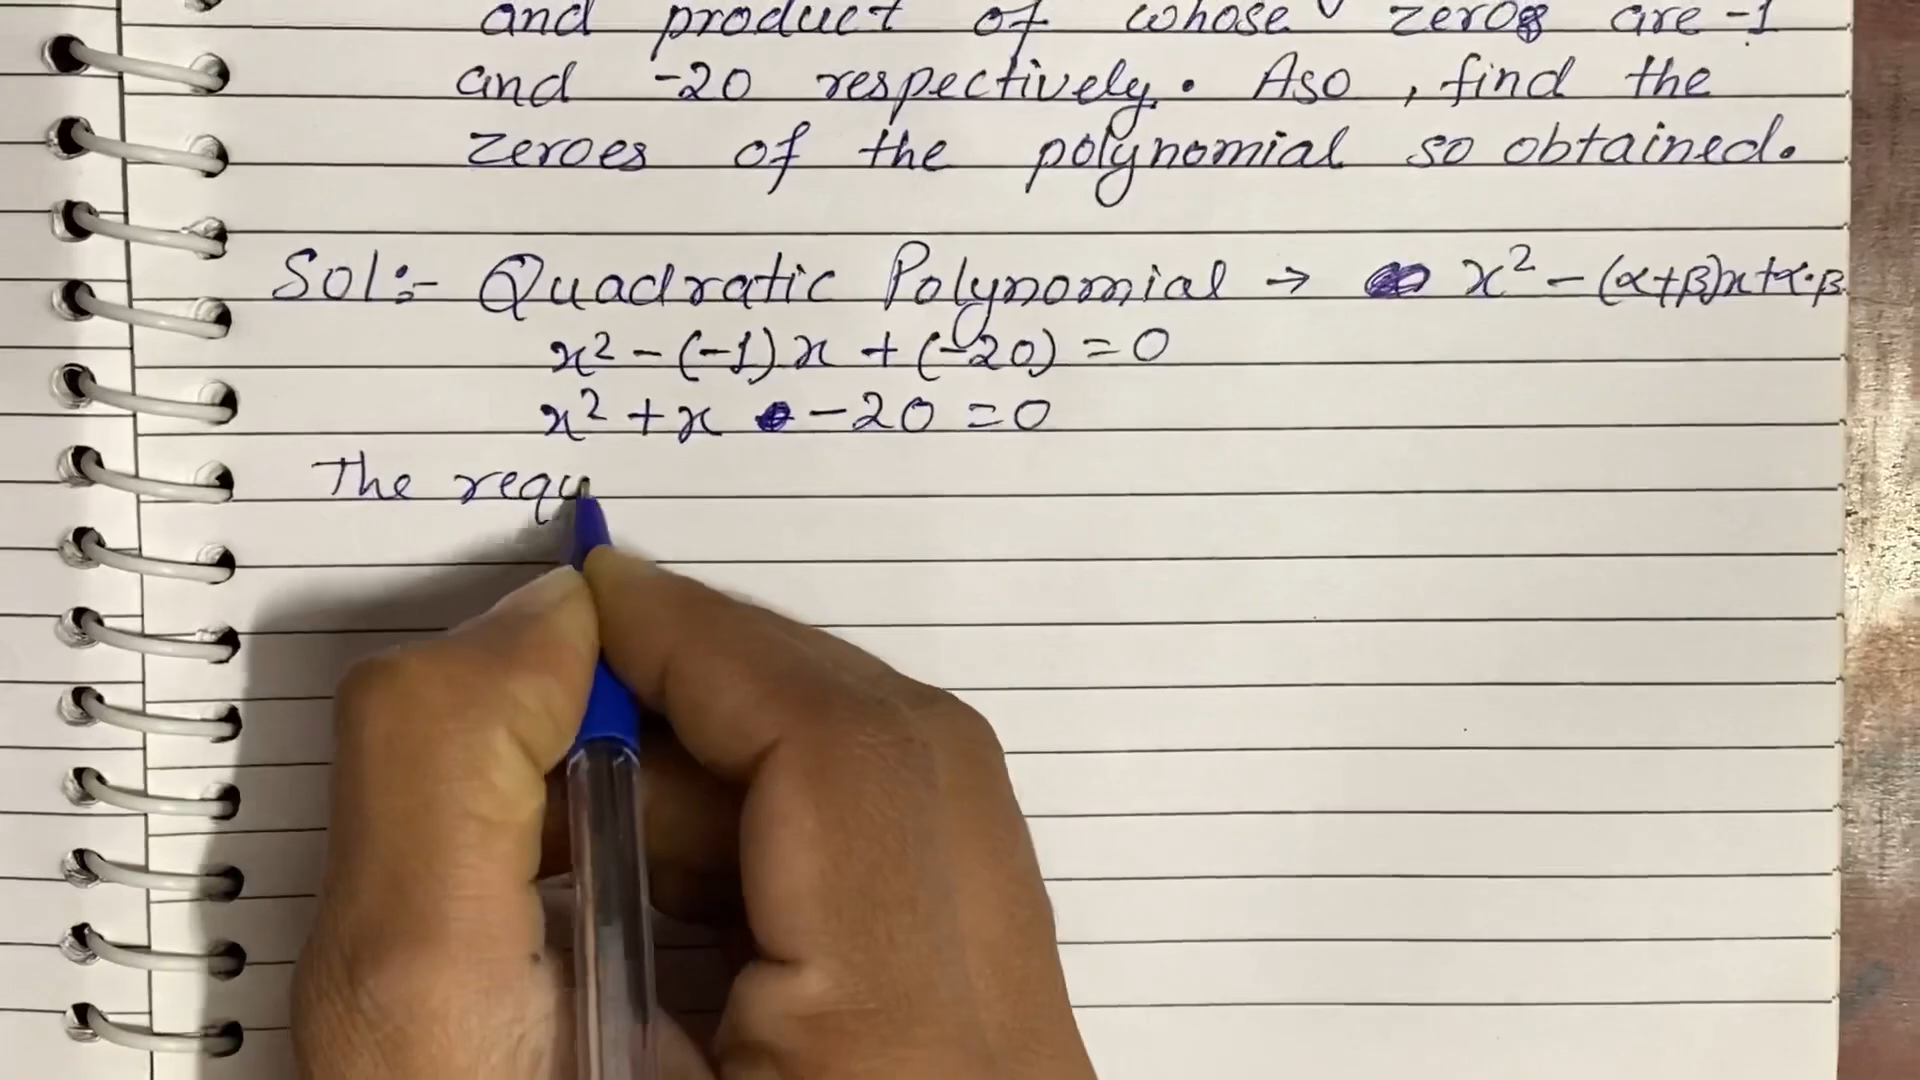 and product of whose zeros are -1
and -20 respectively. Aso , find the
zeroes of the polynomial so obtained.
Sol:- Quadratic Polynomial → x² - (α+β)x+α·β
x² - (-1)x + (-20) = 0
x² + x - 20 = 0
The requ